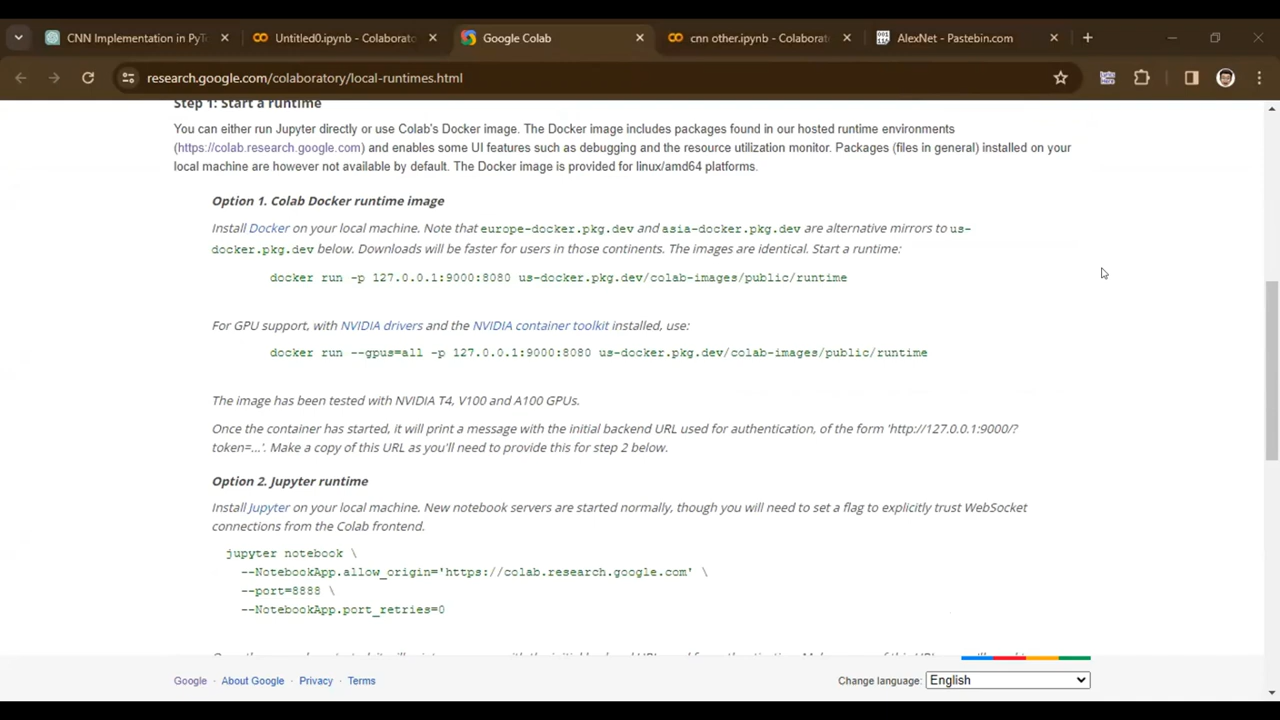 CNN Implementation in PyT
Untitled0.ipynb - Colaborato
Google Colab
cnn other.ipynb - Colaborat
AlexNet - Pastebin.com
research.google.com/colaboratory/local-runtimes.html
Step 1: Start a runtime
You can either run Jupyter directly or use Colab's Docker image. The Docker image includes packages found in our hosted runtime environments
(https://colab.research.google.com) and enables some UI features such as debugging and the resource utilization monitor. Packages (files in general) installed on your
local machine are however not available by default. The Docker image is provided for linux/amd64 platforms.
Option 1. Colab Docker runtime image
Install Docker on your local machine. Note that europe-docker.pkg.dev and asia-docker.pkg.dev are alternative mirrors to us-
docker.pkg.dev below. Downloads will be faster for users in those continents. The images are identical. Start a runtime:
docker run -p 127.0.0.1:9000:8080 us-docker.pkg.dev/colab-images/public/runtime
For GPU support, with NVIDIA drivers and the NVIDIA container toolkit installed, use:
docker run --gpus=all -p 127.0.0.1:9000:8080 us-docker.pkg.dev/colab-images/public/runtime
The image has been tested with NVIDIA T4, V100 and A100 GPUs.
Once the container has started, it will print a message with the initial backend URL used for authentication, of the form 'http://127.0.0.1:9000/?
token=...'. Make a copy of this URL as you'll need to provide this for step 2 below.
Option 2. Jupyter runtime
Install Jupyter on your local machine. New notebook servers are started normally, though you will need to set a flag to explicitly trust WebSocket
connections from the Colab frontend.
jupyter notebook \
--NotebookApp.allow_origin='https://colab.research.google.com' \
--port=8888 \
--NotebookApp.port_retries=0
Google · About Google · Privacy · Terms
Change language: English